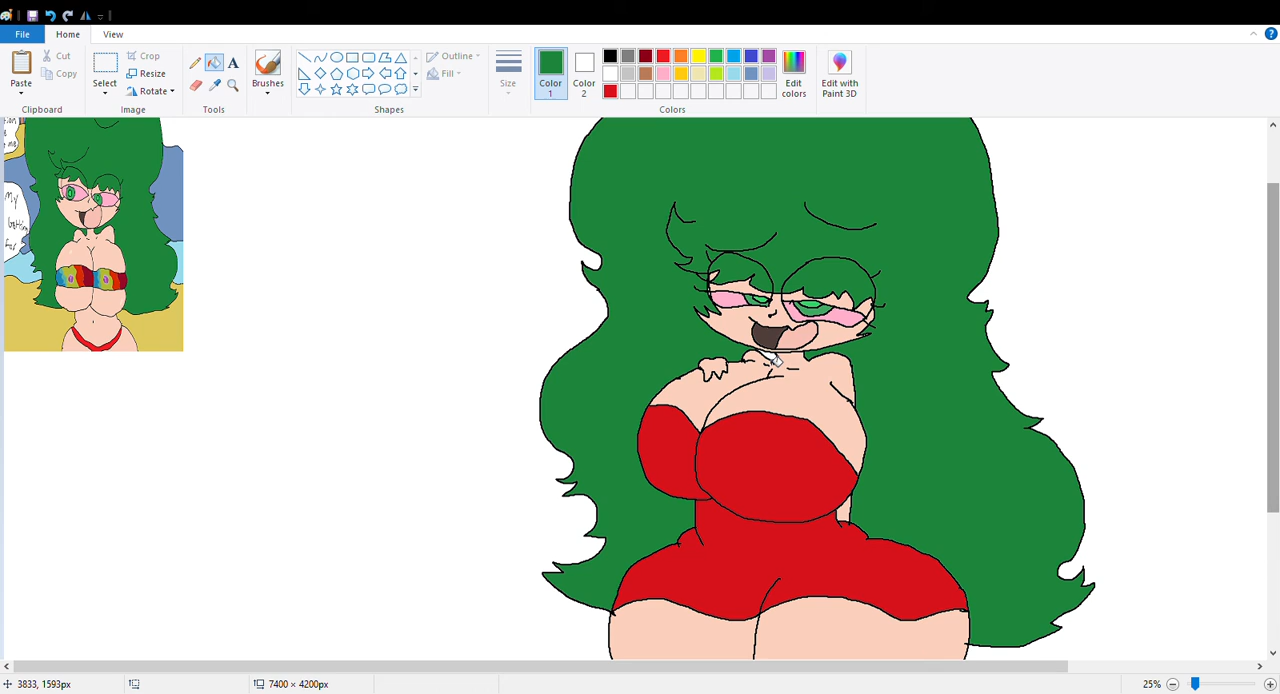 File Home View
Paste
Cut
Copy
Clipboard
Select
Crop
Resize
Rotate
Image
A
Tools
Brushes
Outline
Fill
Shapes
Size
Color
1
Color
2
Edit
colors
Colors
Edit with
Paint 3D
My
3833, 1593px
7400 × 4200px
25%